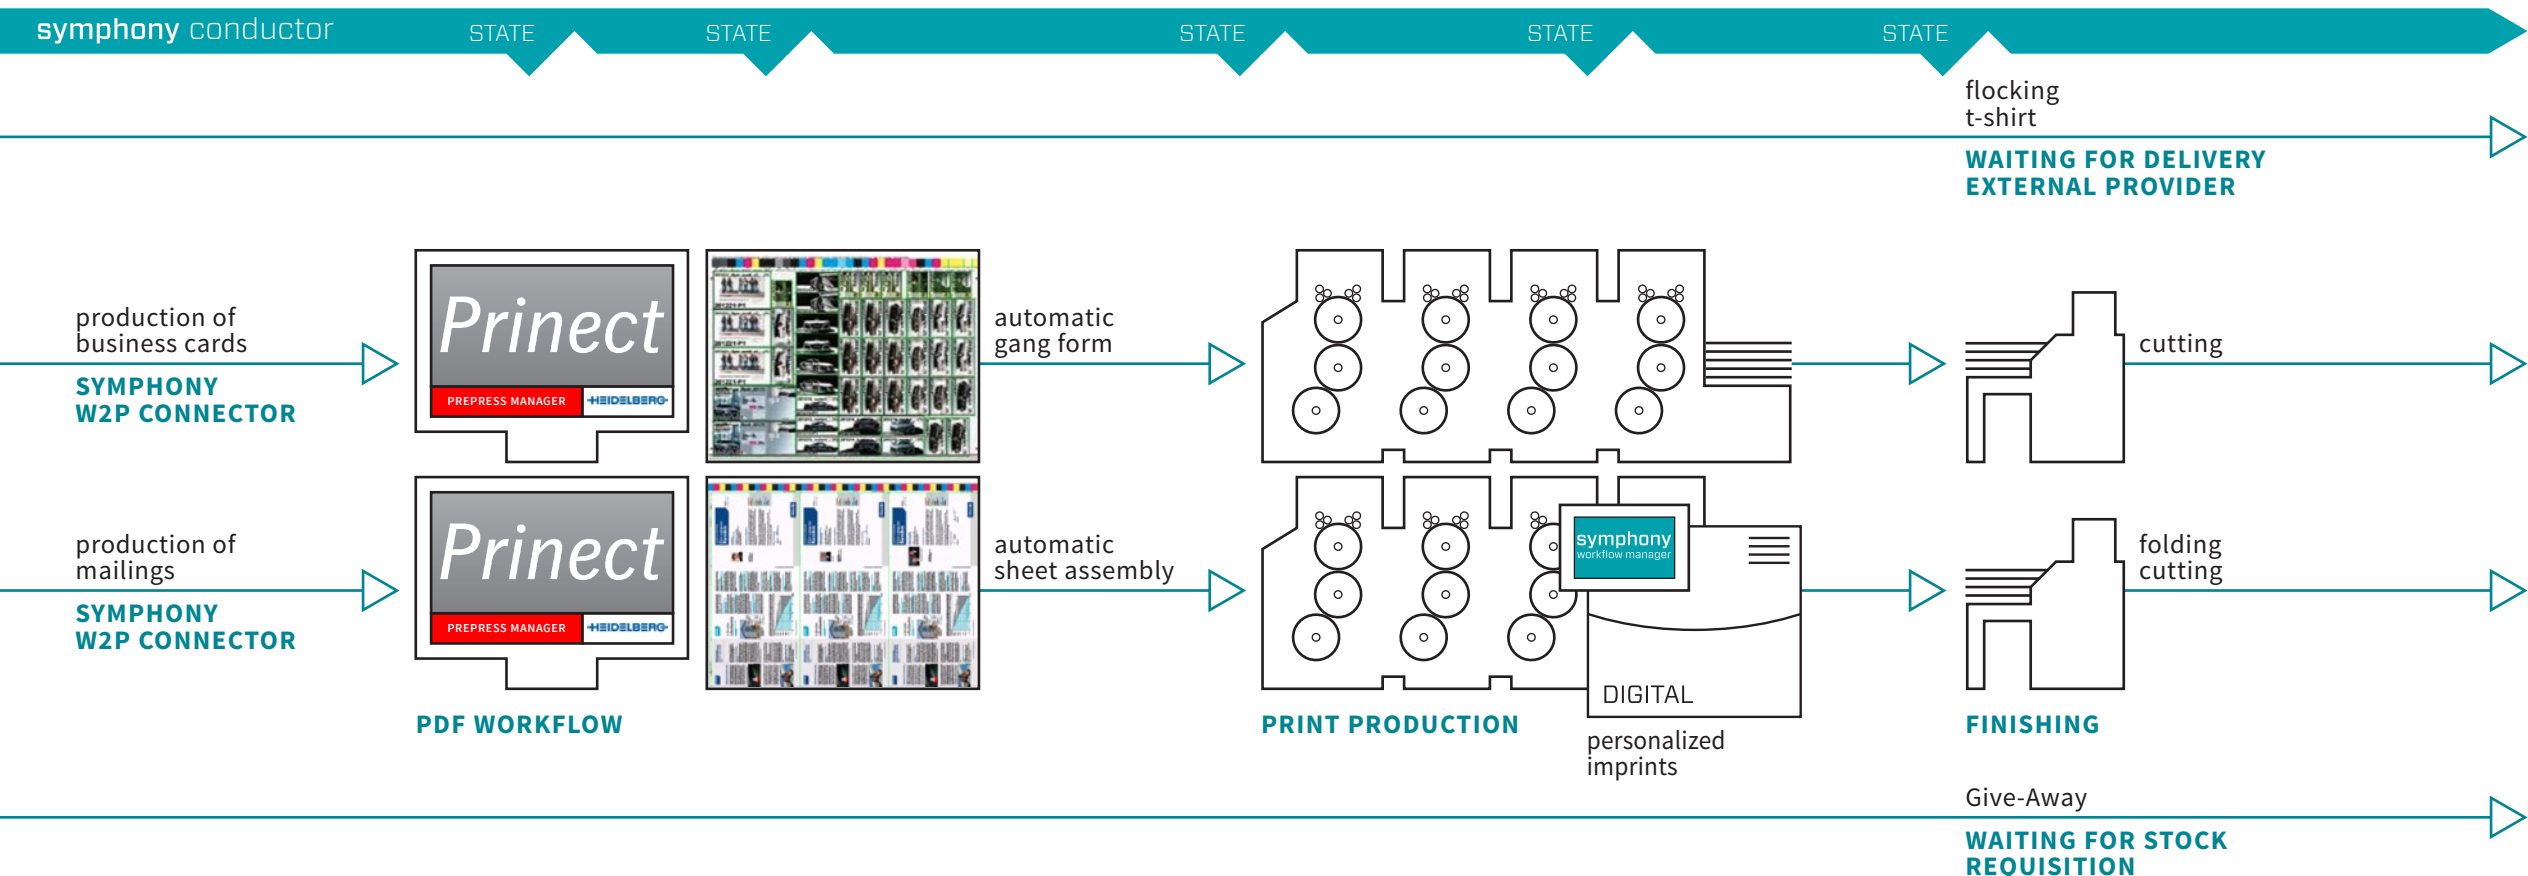 symphony conductor
STATE
STATE
STATE
STATE
STATE
flocking
t-shirt
WAITING FOR DELIVERY
EXTERNAL PROVIDER
production of
business cards
SYMPHONY
W2P CONNECTOR
Prinect
PREPRESS MANAGER
HEIDELBERG
automatic
gang form
cutting
production of
mailings
SYMPHONY
W2P CONNECTOR
Prinect
PREPRESS MANAGER
HEIDELBERG
automatic
sheet assembly
symphony
workflow manager
DIGITAL
folding
cutting
PDF WORKFLOW
PRINT PRODUCTION
personalized
imprints
FINISHING
Give-Away
WAITING FOR STOCK
REQUISITION